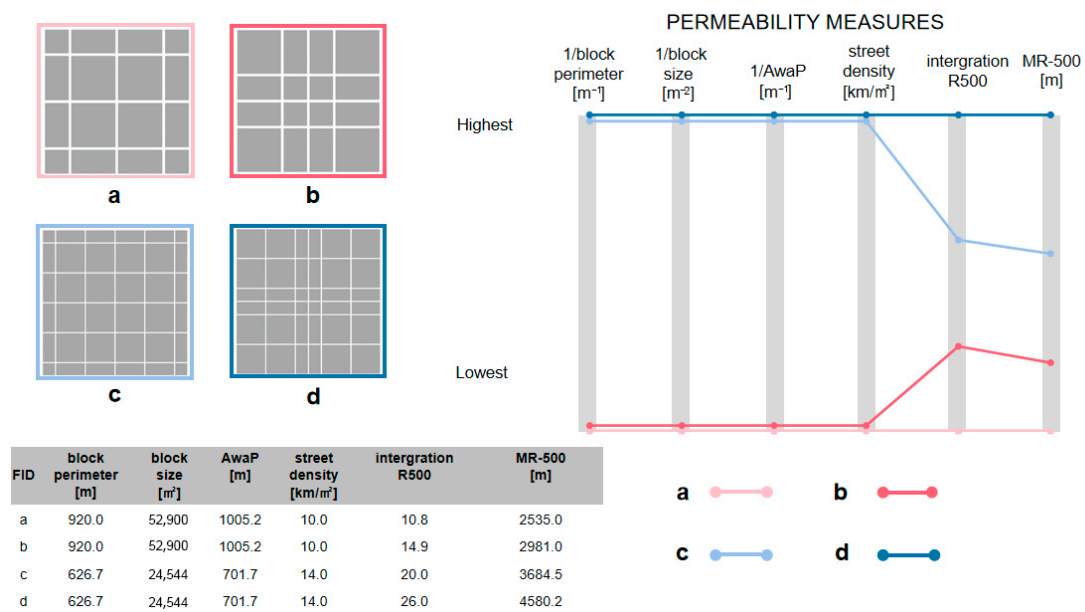 PERMEABILITY MEASURES
1/block
perimeter
[m⁻¹]
1/block
size
[m⁻²]
1/AwaP
[m⁻¹]
street
density
[km/㎡]
intergration
R500
MR-500
[m]
Highest
Lowest
a
b
c
d
FID
block
perimeter
[m]
block
size
[㎡]
AwaP
[m]
street
density
[km/㎡]
intergration
R500
MR-500
[m]
a 920.0 52,900 1005.2 10.0 10.8 2535.0
b 920.0 52,900 1005.2 10.0 14.9 2981.0
c 626.7 24,544 701.7 14.0 20.0 3684.5
d 626.7 24,544 701.7 14.0 26.0 4580.2
a
b
c
d